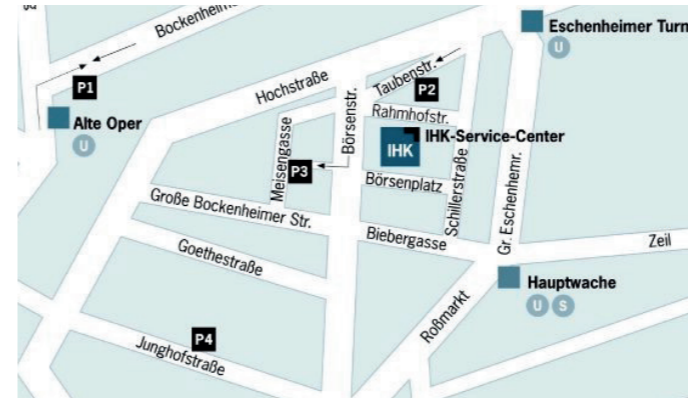 Bockenheim
Eschenheimer Turm
U
P1
Hochstraße
Taubenstr.
P2
Alte Oper
U
Rahmhofstr.
Börsenstr.
IHK
IHK-Service-Center
Meisengasse
P3
Börsenplatz
Schillerstraße
Große Bockenheimer Str.
Biebergasse
Gr. Eschenhemr.
Zeil
Goethestraße
Hauptwache
U S
Roßmarkt
P4
Junghofstraße